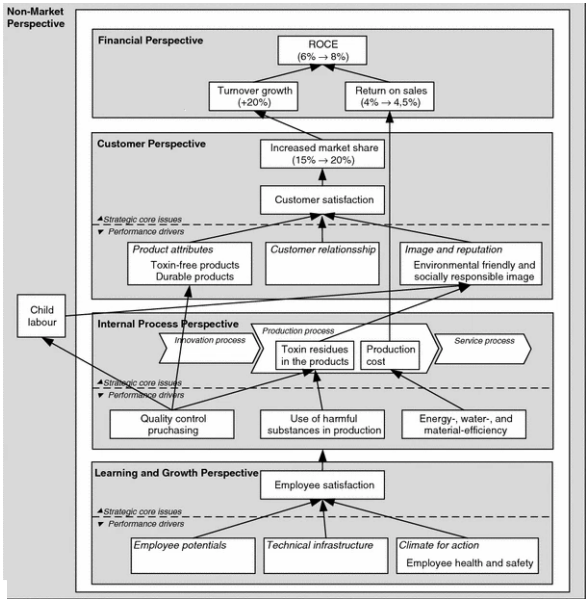 Non-Market
Perspective
Financial Perspective
ROCE
(6% → 8%)
Turnover growth
(+20%)
Return on sales
(4% → 4,5%)
Customer Perspective
Increased market share
(15% → 20%)
Customer satisfaction
Strategic core issues
Performance drivers
Product attributes
Toxin-free products
Durable products
Customer relationship
Image and reputation
Environmental friendly and
socially responsible image
Child
labour
Internal Process Perspective
Innovation process
Production process
Toxin residues
in the products
Production
cost
Service process
Strategic core issues
Performance drivers
Quality control
pruchasing
Use of harmful
substances in production
Energy-, water-, and
material-efficiency
Learning and Growth Perspective
Employee satisfaction
Strategic core issues
Performance drivers
Employee potentials
Technical infrastructure
Climate for action
Employee health and safety